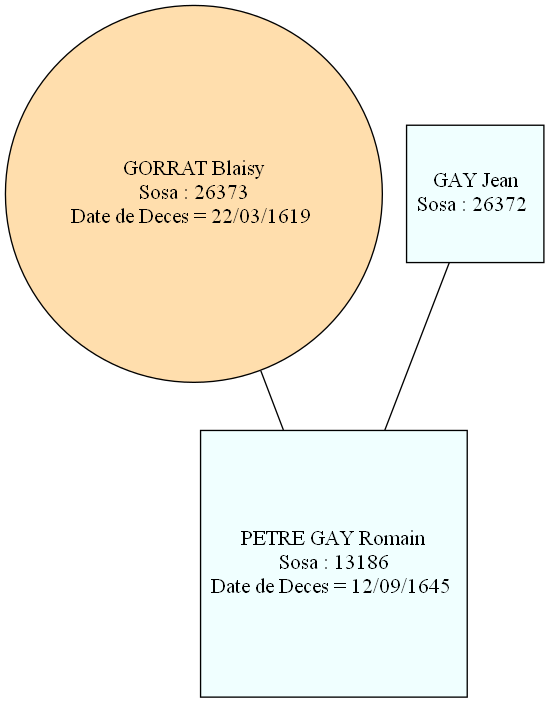 GORRAT Blaisy
Sosa : 26373
Date de Deces = 22/03/1619
GAY Jean
Sosa : 26372
PETRE GAY Romain
Sosa : 13186
Date de Deces = 12/09/1645